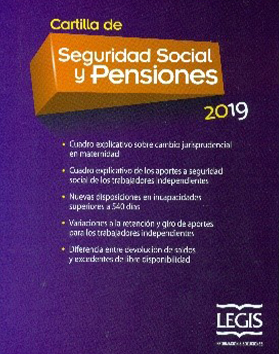 Cartilla de
Seguridad Social
y Pensiones
2019
• Cuadro explicativo sobre cambio jurisprudencial
en maternidad
• Cuadro explicativo de los aportes a seguridad
social de los trabajadores independientes
• Nuevas disposiciones en incapacidades
superiores a 540 días
• Variaciones a la retención y giro de aportes
para los trabajadores independientes
• Diferencia entre devolución de saldos
y excedentes de libre disponibilidad
LEGIS